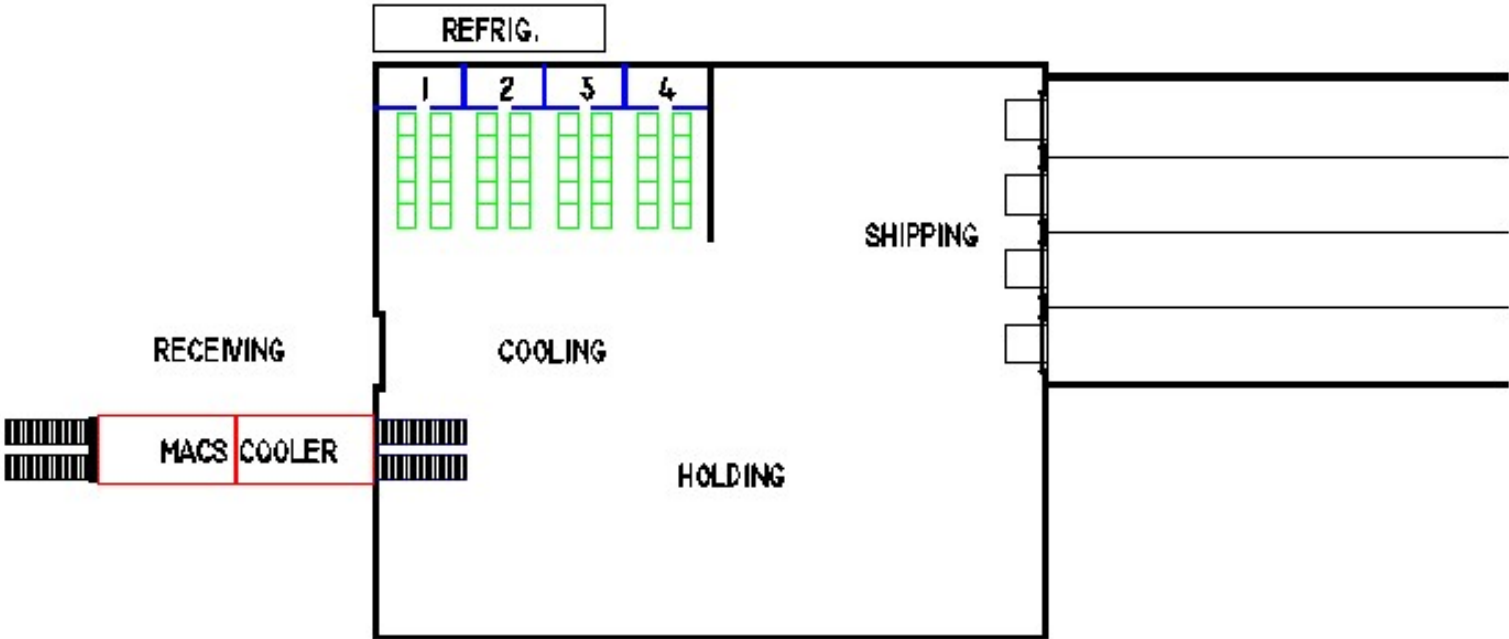 REFRIG.
1 2 3 4
SHIPPING
RECEIVING
COOLING
MACS COOLER
HOLDING